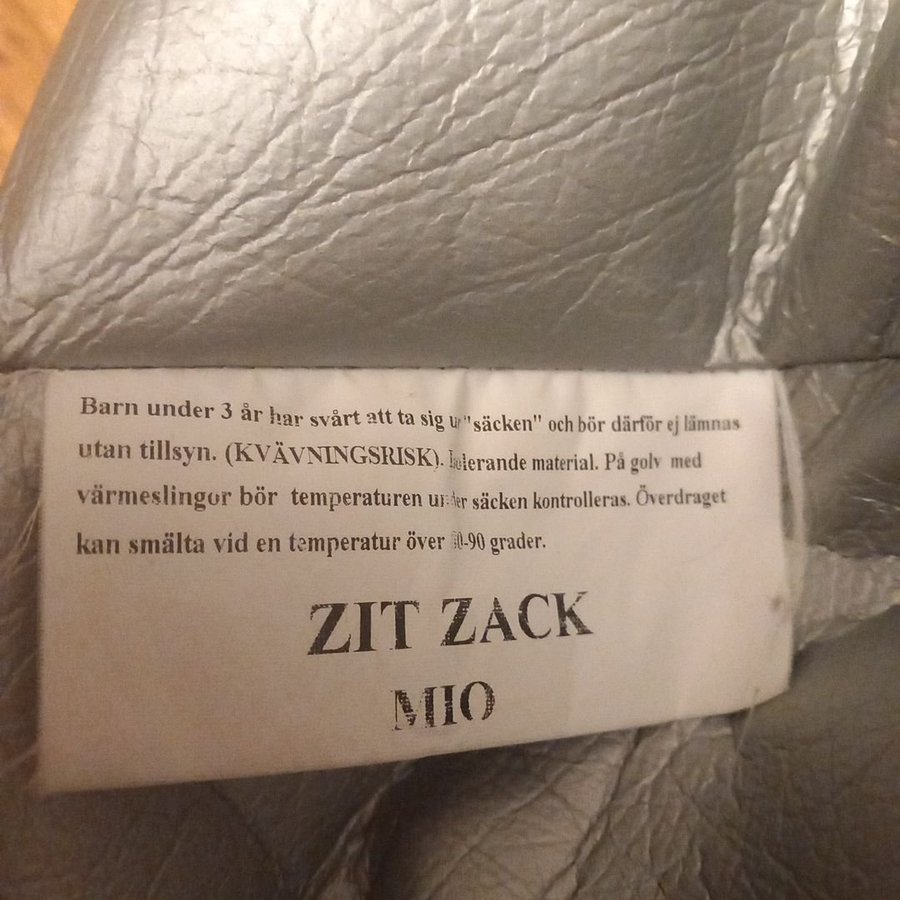 Barn under 3 år har svårt att ta sig ur "säcken" och bör därför ej lämnas
utan tillsyn. (KVÄVNINGSRISK). Isolerande material. På golv med
värmeslingor bör temperaturen under säcken kontrolleras. Överdraget
kan smälta vid en temperatur över grader.
ZIT ZACK
MIO